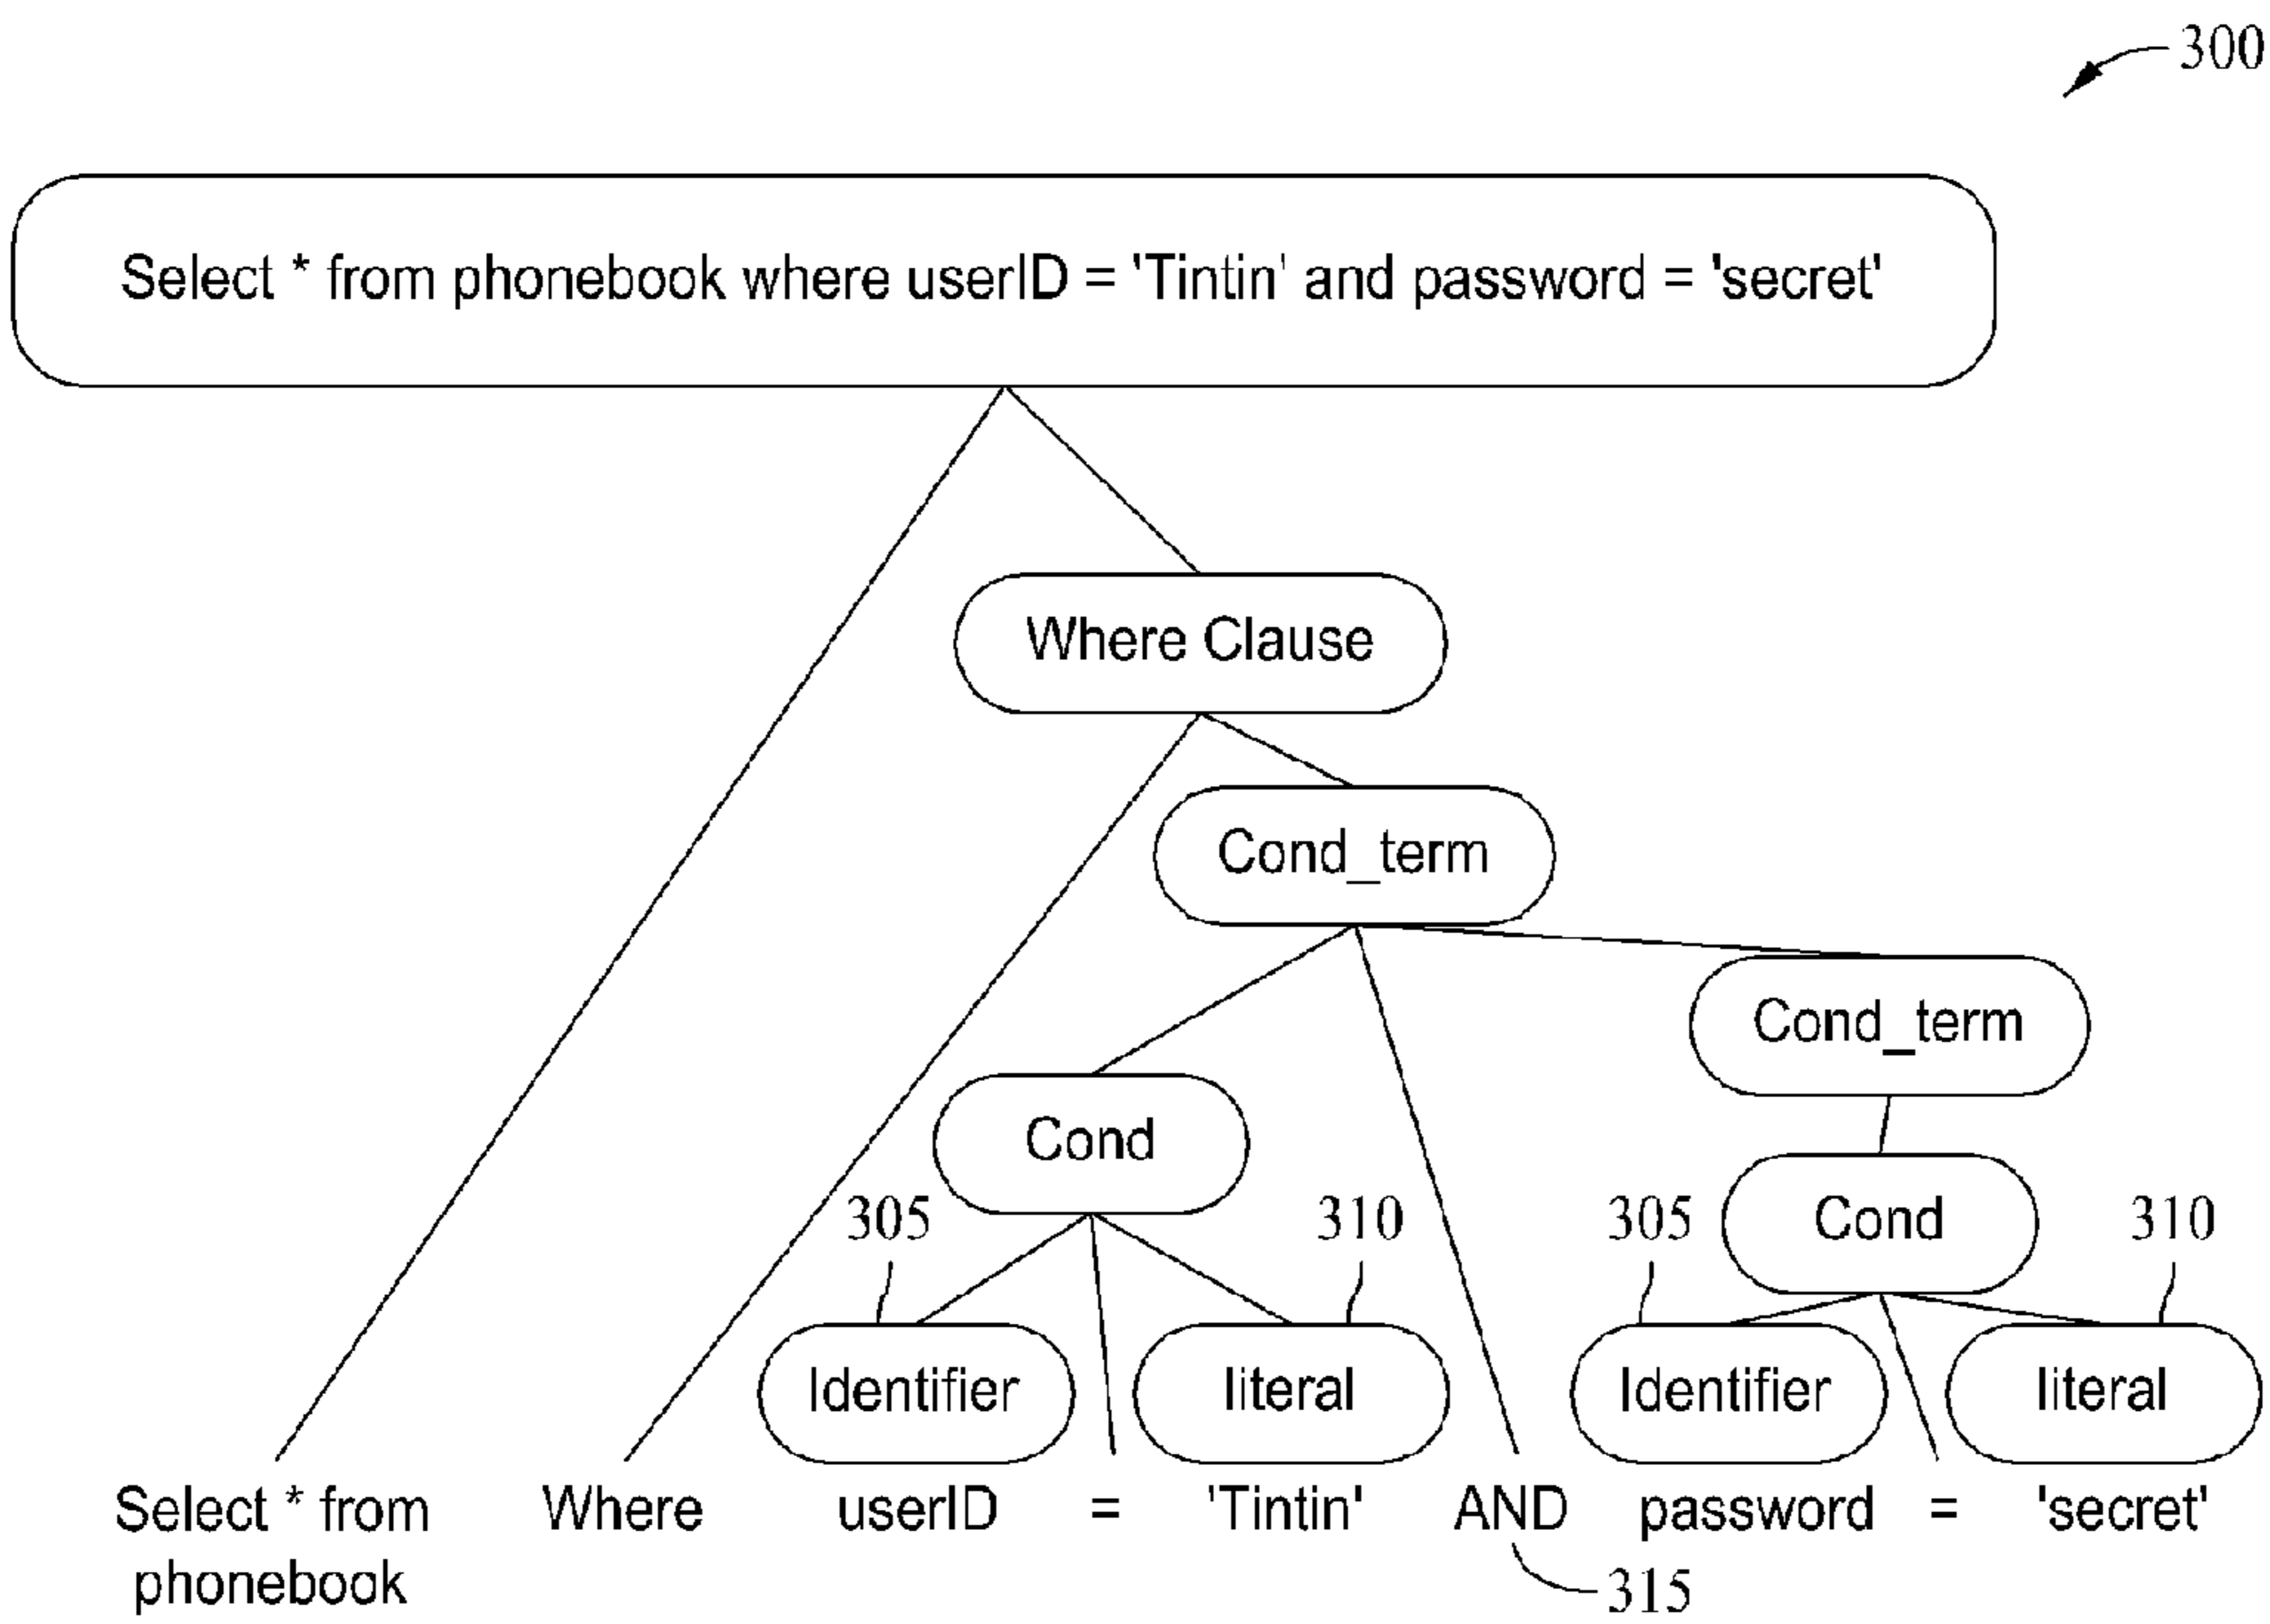 300
Select * from phonebook where userID = 'Tintin' and password = 'secret'
Where Clause
Cond_term
Cond_term
Cond
Cond
305
310
305
310
Identifier
literal
Identifier
literal
Select * from
phonebook
Where
userID
=
'Tintin'
AND
password
=
'secret'
315